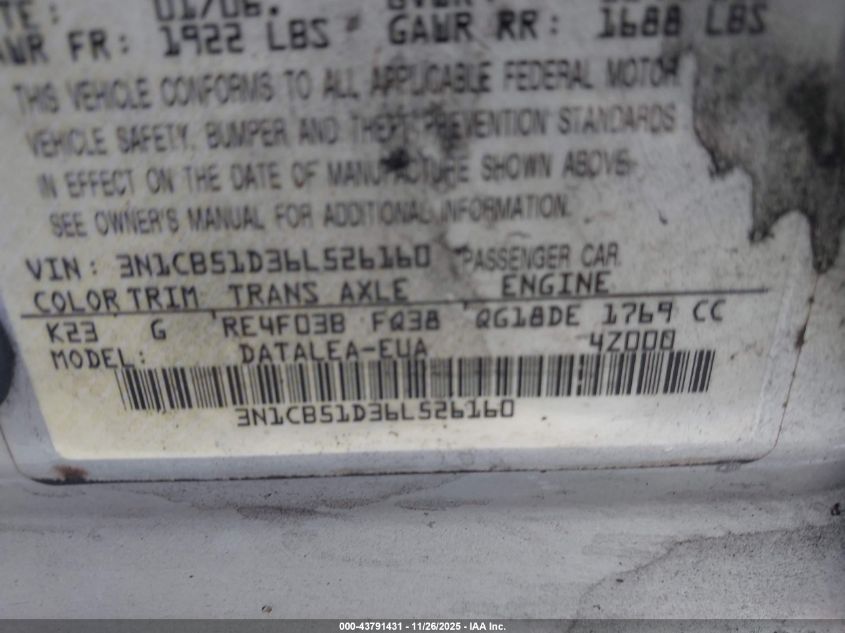 TE: 01/06.
GAWR FR: 1922 LBS GAWR RR: 1688 LBS
THIS VEHICLE CONFORMS TO ALL APPLICABLE FEDERAL MOTOR
VEHICLE SAFETY, BUMPER AND THEFT PREVENTION STANDARDS
IN EFFECT ON THE DATE OF MANUFACTURE SHOWN ABOVE.
SEE OWNER'S MANUAL FOR ADDITIONAL INFORMATION.
VIN: 3N1CB51D36L526160 PASSENGER CAR
COLOR TRIM TRANS AXLE ENGINE
K23 G RE4F03B FQ38 QG18DE 1769 CC
MODEL: DATALEA-EUA 4Z000
3N1CB51D36L526160
000-43791431 - 11/26/2025 - IAA Inc.